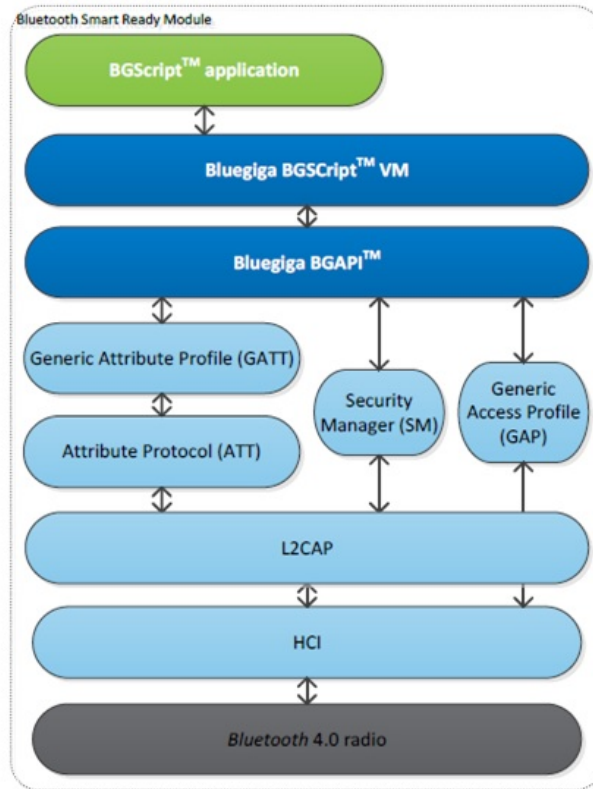 Bluetooth Smart Ready Module
BGScript™ application
Bluegiga BGSCript™ VM
Bluegiga BGAPI™
Generic Attribute Profile (GATT)
Attribute Protocol (ATT)
Security
Manager (SM)
Generic
Access Profile
(GAP)
L2CAP
HCI
Bluetooth 4.0 radio